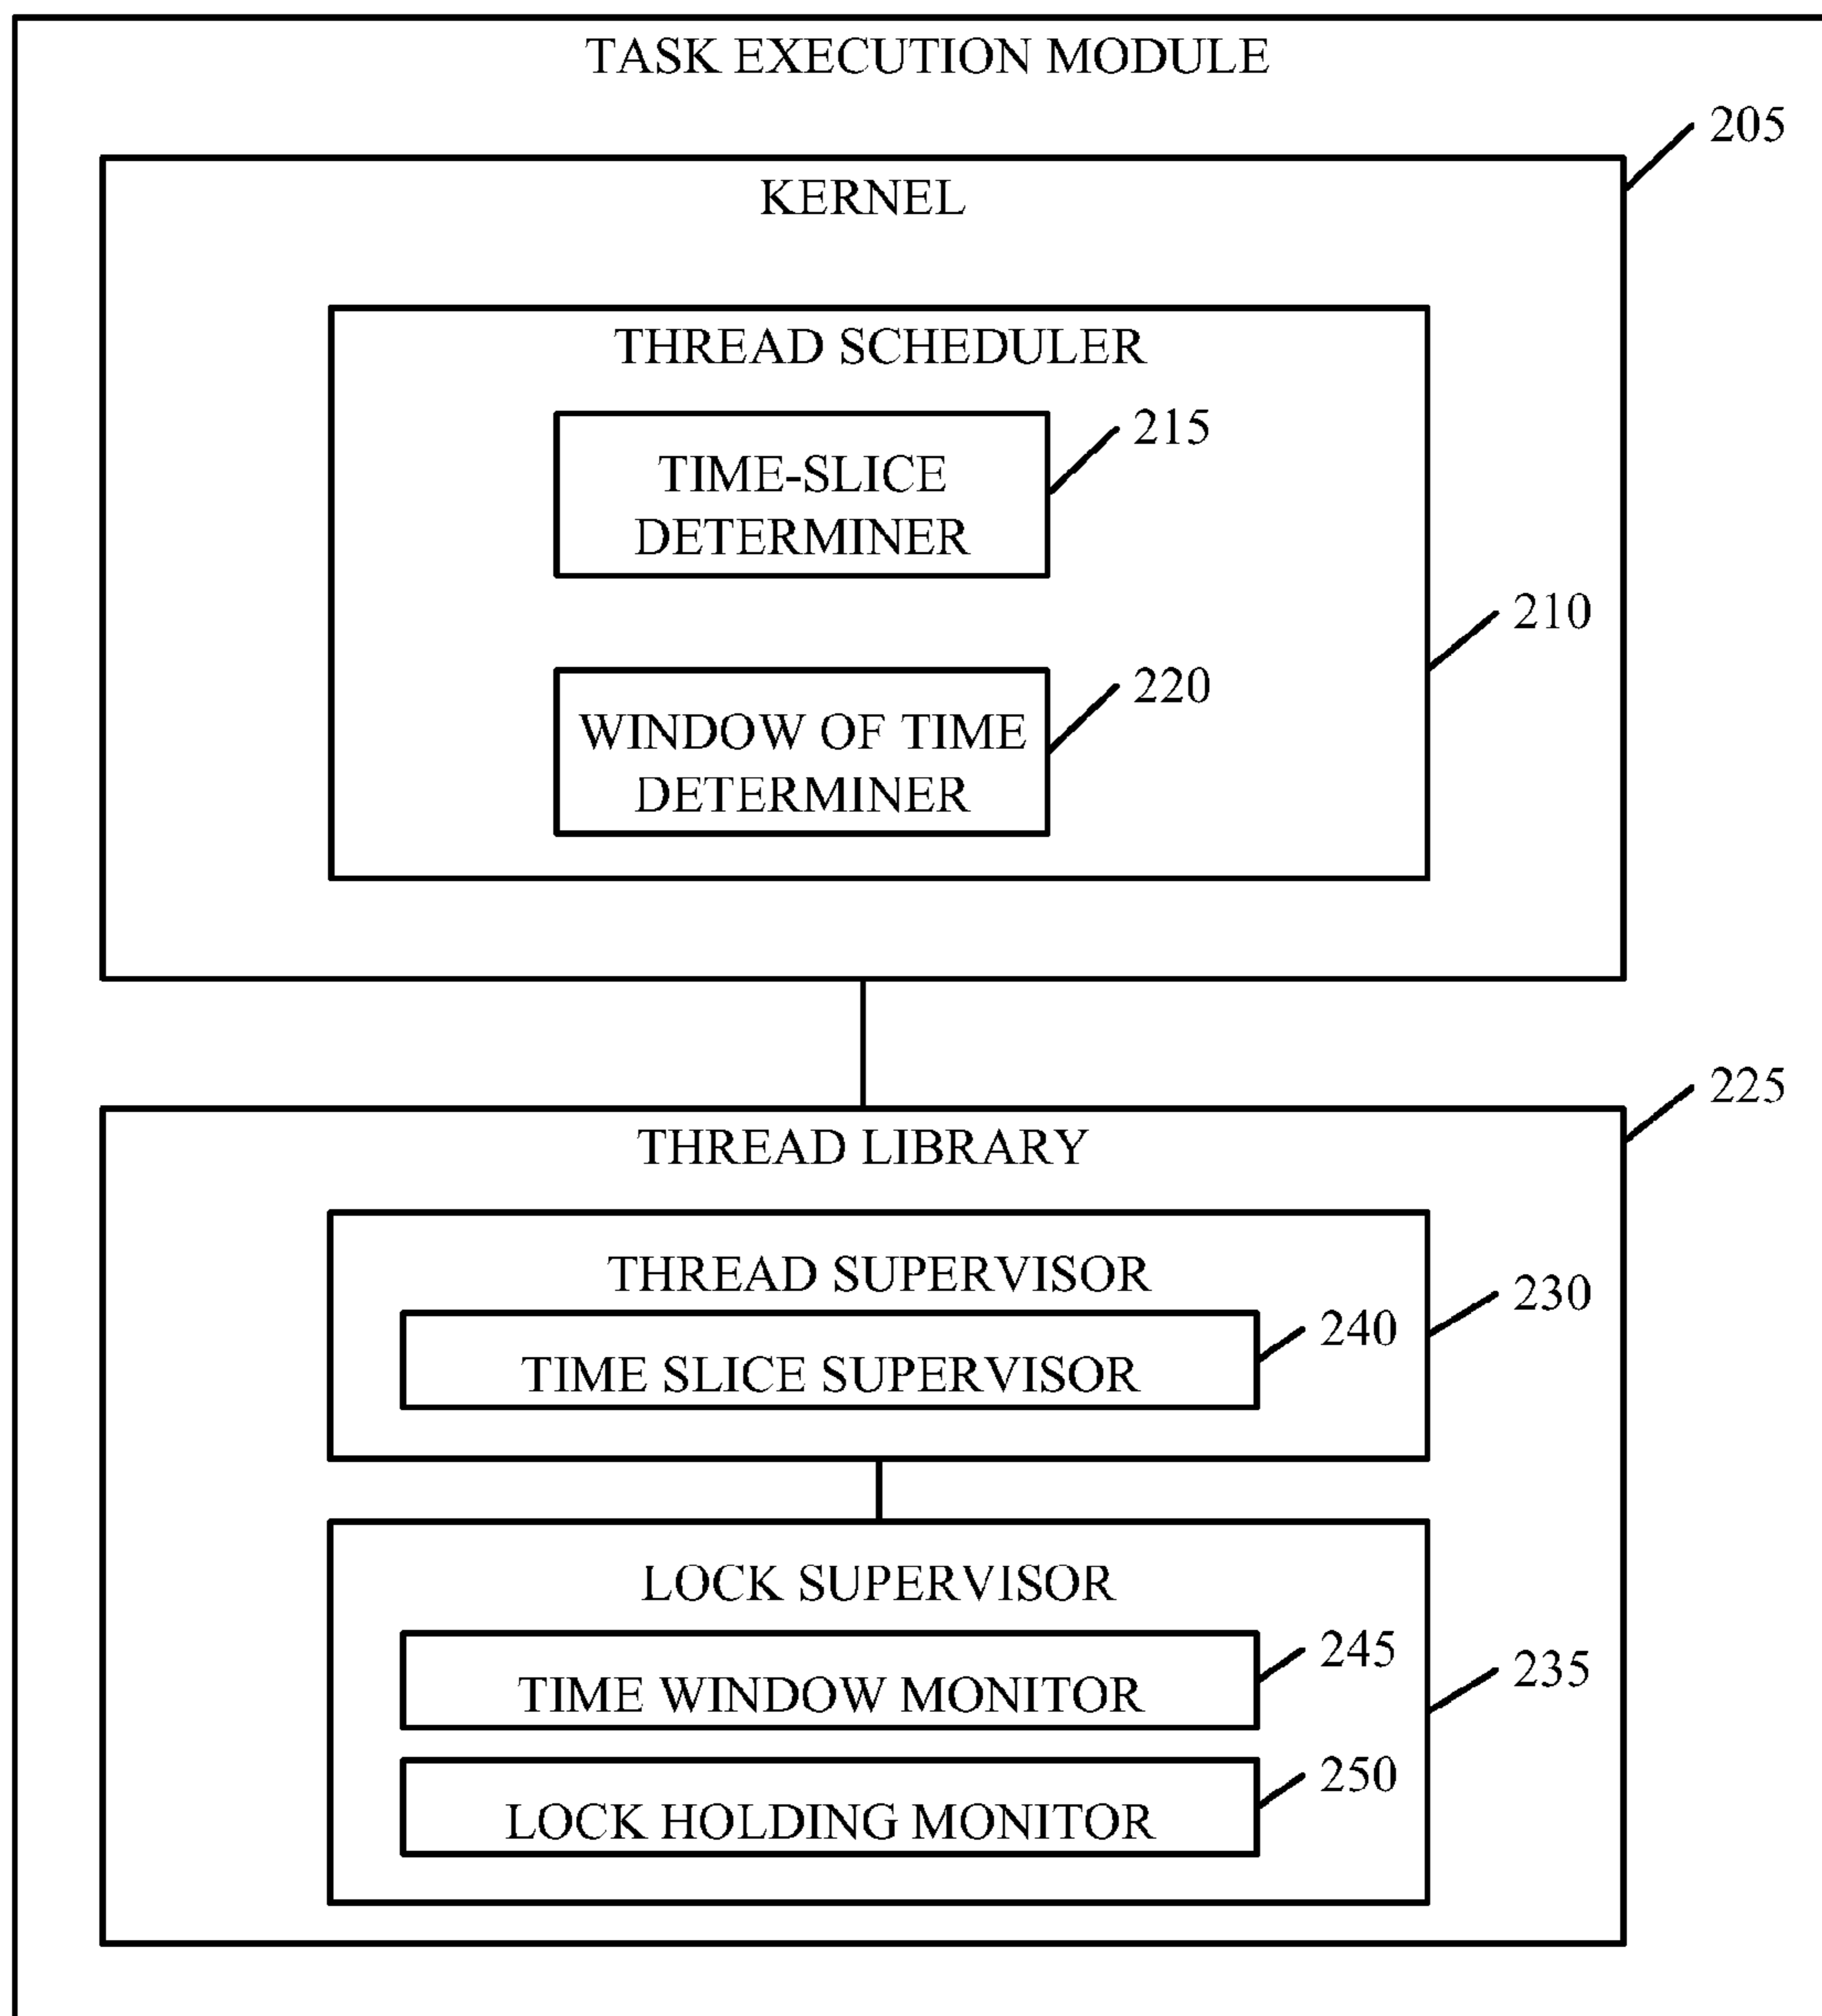 TASK EXECUTION MODULE
205
KERNEL
THREAD SCHEDULER
215
TIME-SLICE
DETERMINER
210
220
WINDOW OF TIME
DETERMINER
225
THREAD LIBRARY
THREAD SUPERVISOR
230
240
TIME SLICE SUPERVISOR
LOCK SUPERVISOR
245
235
TIME WINDOW MONITOR
250
LOCK HOLDING MONITOR